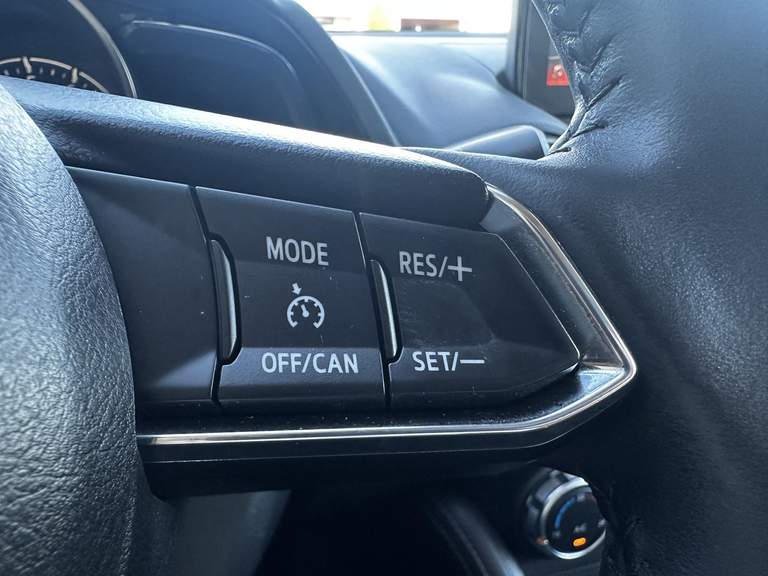 MODE
OFF/CAN
RES/+
SET/−
A/C